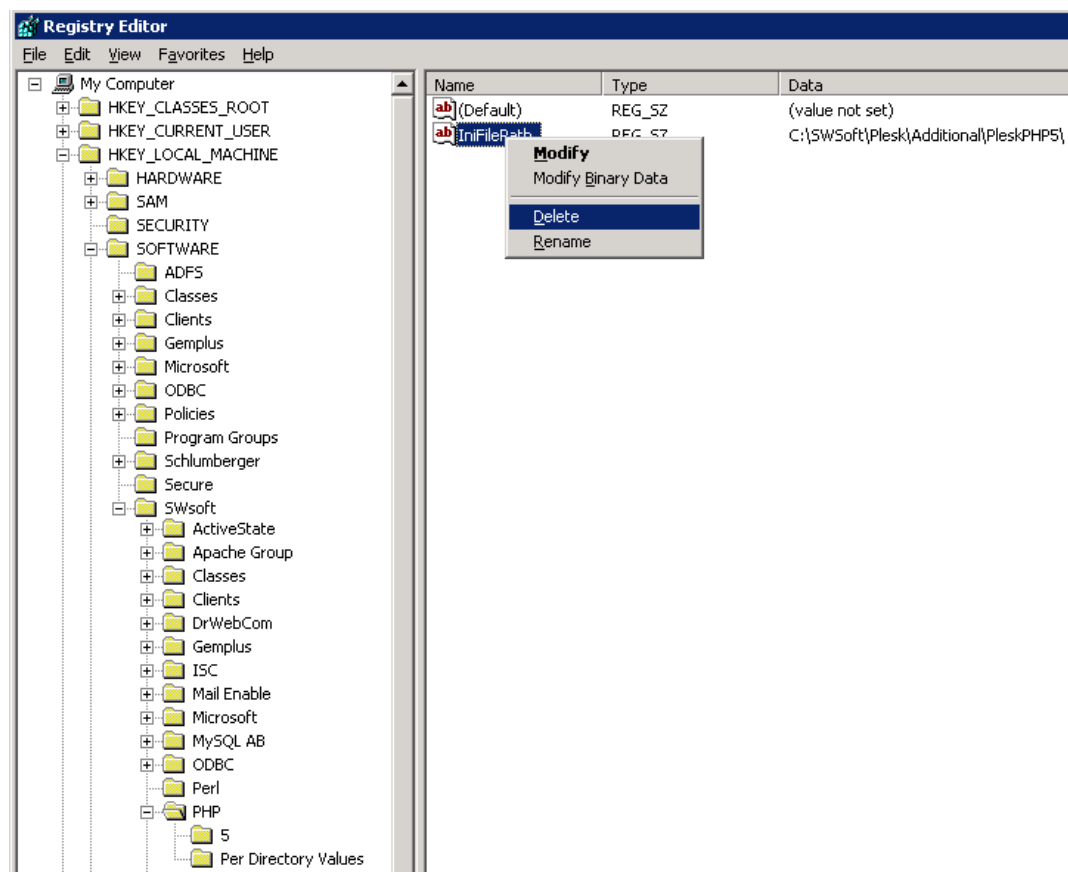 Registry Editor
File Edit View Favorites Help
My Computer
HKEY_CLASSES_ROOT
HKEY_CURRENT_USER
HKEY_LOCAL_MACHINE
HARDWARE
SAM
SECURITY
SOFTWARE
ADFS
Classes
Clients
Gemplus
Microsoft
ODBC
Policies
Program Groups
Schlumberger
Secure
SWsoft
ActiveState
Apache Group
Classes
Clients
DrWebCom
Gemplus
ISC
Mail Enable
Microsoft
MySQL AB
ODBC
Perl
PHP
5
Per Directory Values
Name Type Data
ab (Default) REG_SZ (value not set)
ab IniFilePath REG_SZ C:\SWSoft\Plesk\Additional\PleskPHP5\
Modify
Modify Binary Data
Delete
Rename